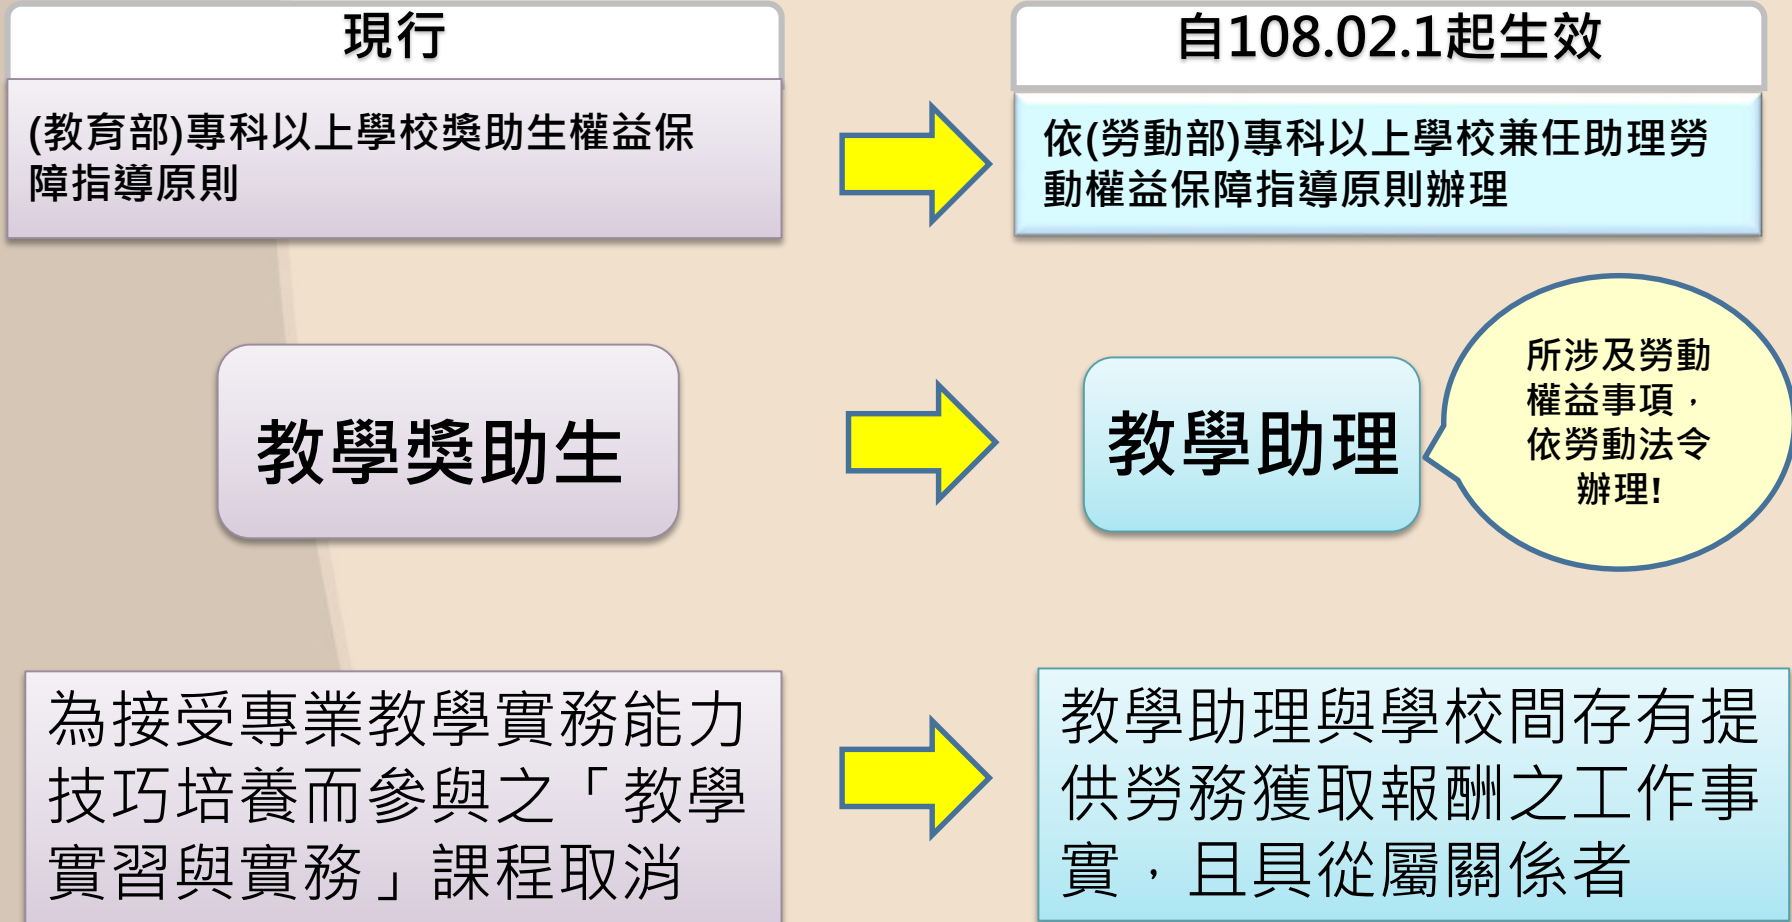 現行
自108.02.1起生效
(教育部)專科以上學校獎助生權益保
障指導原則
依(勞動部)專科以上學校兼任助理勞
動權益保障指導原則辦理
教學獎助生
教學助理
所涉及勞動
權益事項，
依勞動法令
辦理!
為接受專業教學實務能力
技巧培養而參與之「教學
實習與實務」課程取消
教學助理與學校間存有提
供勞務獲取報酬之工作事
實，且具從屬關係者